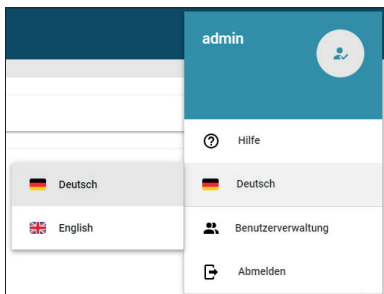 admin
Hilfe
Deutsch
Benutzerverwaltung
Abmelden
Deutsch
English